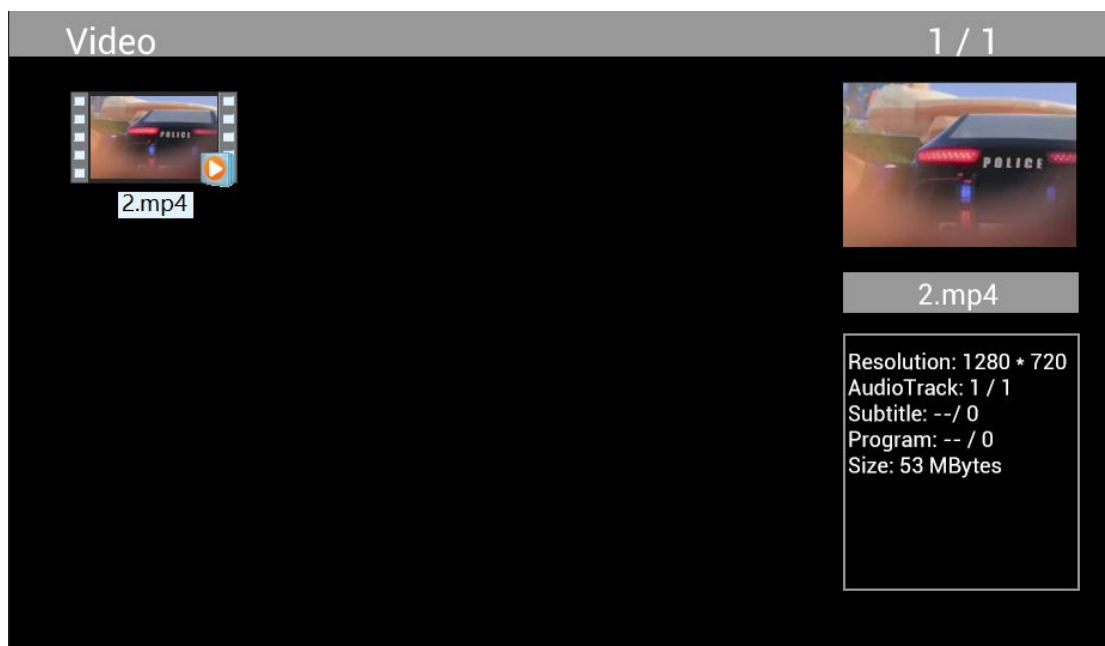 Video
1 / 1
POLICE
2.mp4
POLICE
2.mp4
Resolution: 1280 * 720
AudioTrack: 1 / 1
Subtitle: --/ 0
Program: -- / 0
Size: 53 MBytes